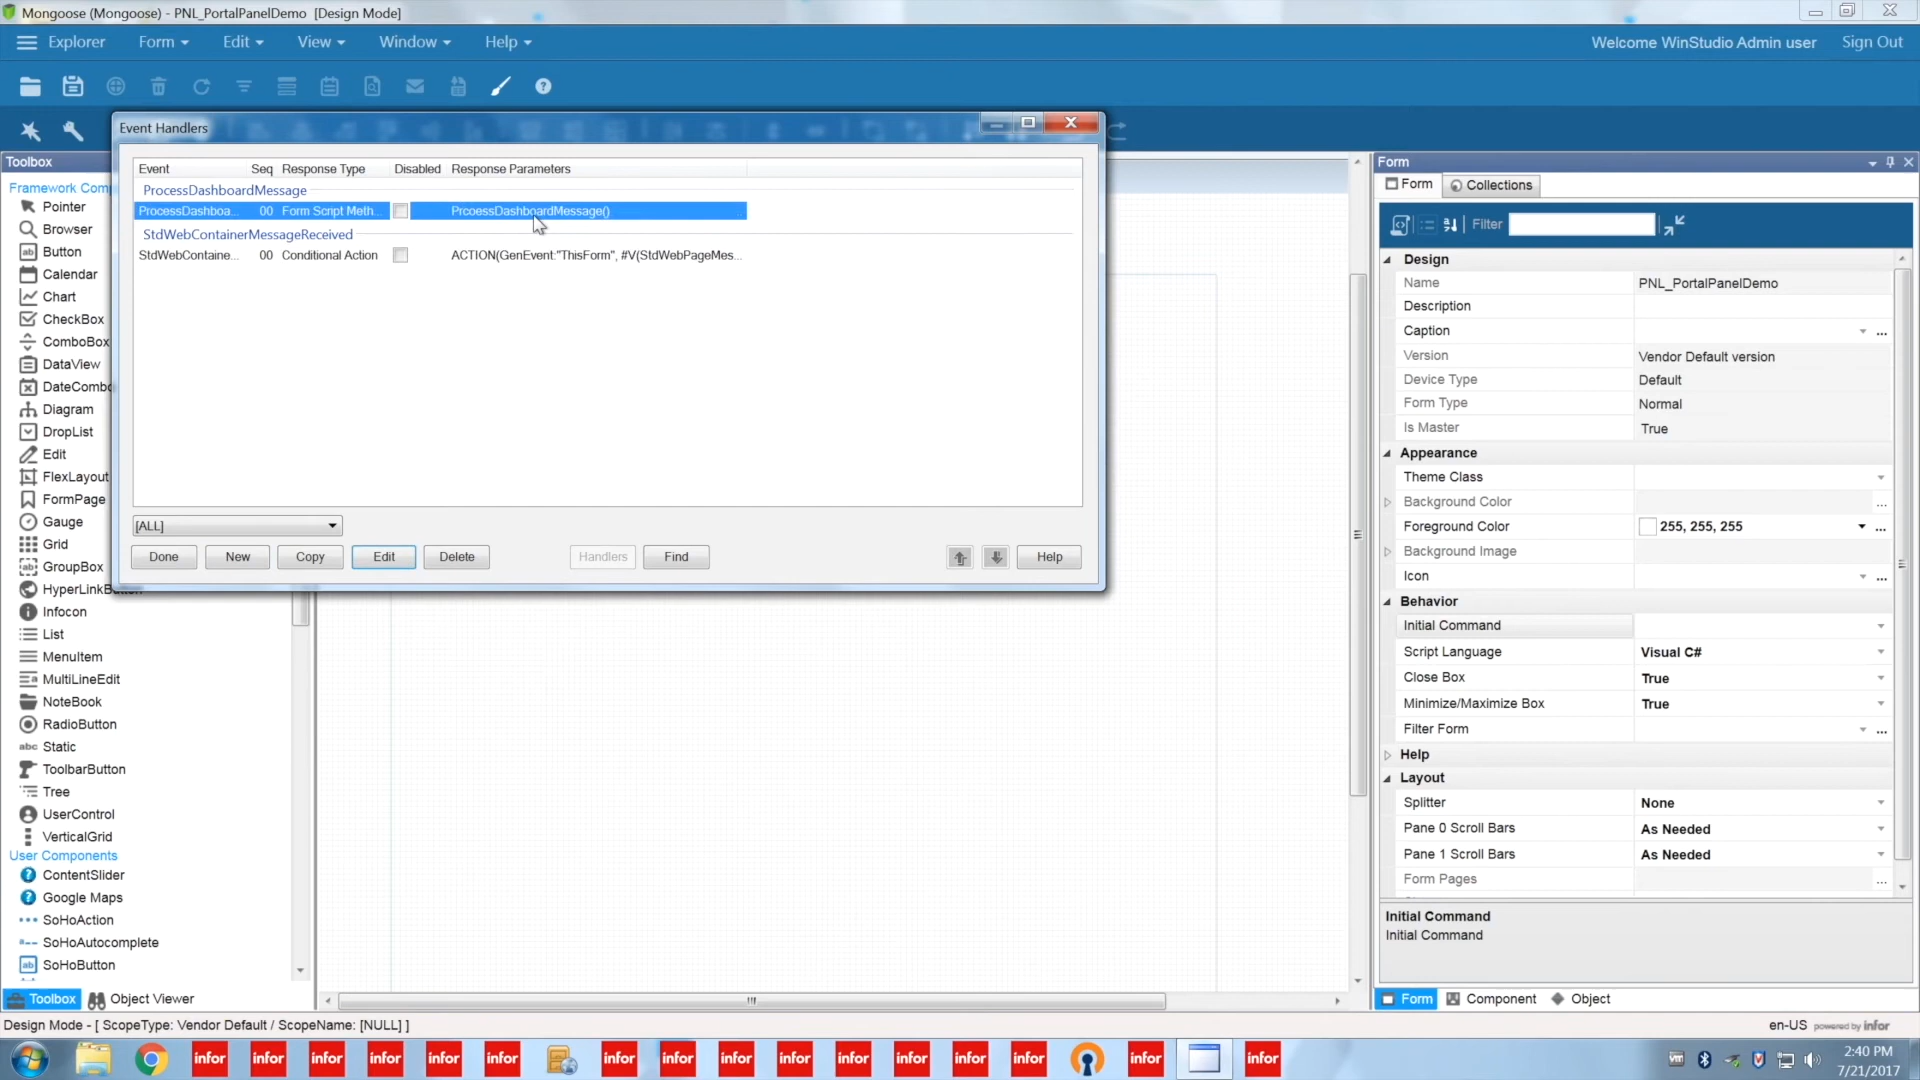 Mongoose (Mongoose) - PNL_PortalPanelDemo [Design Mode]
Explorer Form Edit View Window Help
Welcome WinStudio Admin user Sign Out
Event Handlers
Event Seq Response Type Disabled Response Parameters
ProcessDashboardMessage
ProcessDashboa... 00 Form Script Meth... PrcoessDashboardMessage()
StdWebContainerMessageReceived
StdWebContaine... 00 Conditional Action ACTION(GenEvent:"ThisForm", #V(StdWebPageMes...
[ALL]
Done New Copy Edit Delete Handlers Find Help
Toolbox
Framework Com
Pointer
Browser
Button
Calendar
Chart
CheckBox
ComboBox
DataView
DateCombo
Diagram
DropList
Edit
FlexLayout
FormPage
Gauge
Grid
GroupBox
HyperLinkButton
Infocon
List
MenuItem
MultiLineEdit
NoteBook
RadioButton
abc Static
ToolbarButton
Tree
UserControl
VerticalGrid
User Components
ContentSlider
Google Maps
SoHoAction
SoHoAutocomplete
ab SoHoButton
Toolbox Object Viewer
Form
Form Collections
Filter
Design
Name PNL_PortalPanelDemo
Description
Caption ...
Version Vendor Default version
Device Type Default
Form Type Normal
Is Master True
Appearance
Theme Class
Background Color ...
Foreground Color 255, 255, 255 ...
Background Image
Icon ...
Behavior
Initial Command
Script Language Visual C#
Close Box True
Minimize/Maximize Box True
Filter Form ...
Help
Layout
Splitter None
Pane 0 Scroll Bars As Needed
Pane 1 Scroll Bars As Needed
Form Pages ...
Initial Command
Initial Command
Form Component Object
Design Mode - [ ScopeType: Vendor Default / ScopeName: [NULL] ]
en-US powered by infor
infor infor infor infor infor infor infor infor infor infor infor infor infor infor infor infor
2:40 PM
7/21/2017